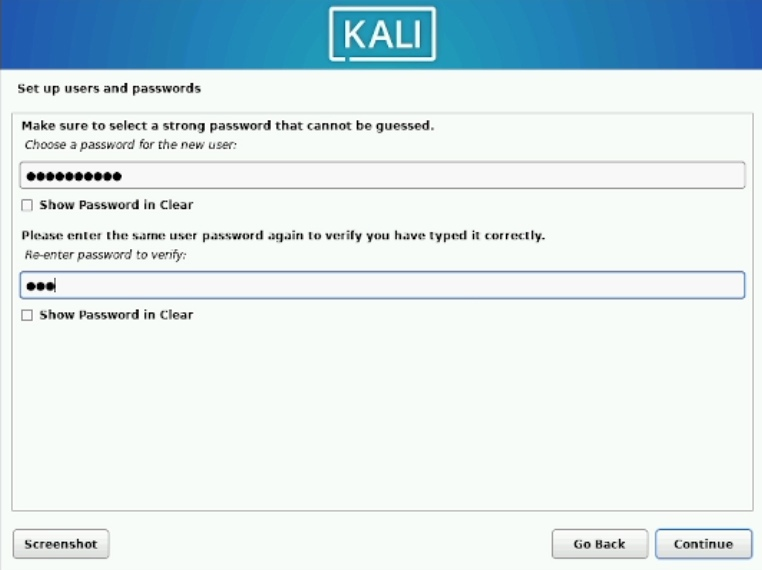 KALI
Set up users and passwords
Make sure to select a strong password that cannot be guessed.
Choose a password for the new user:
●●●●●●●●●●
Show Password in Clear
Please enter the same user password again to verify you have typed it correctly.
Re-enter password to verify:
●●●
Show Password in Clear
Screenshot
Go Back
Continue